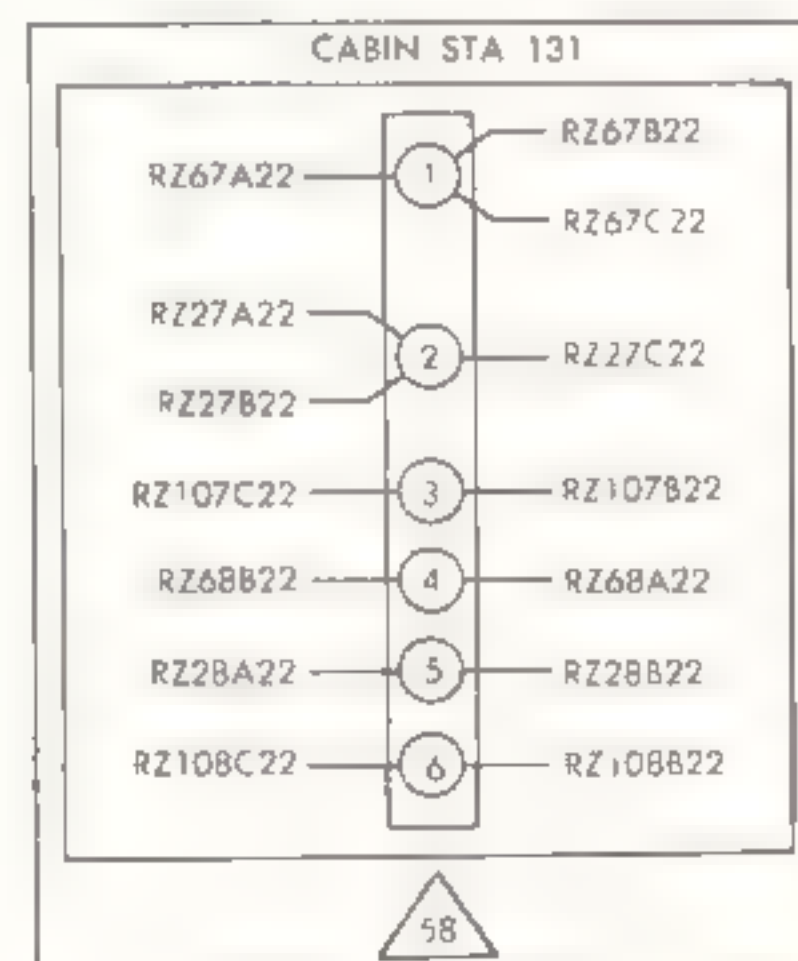 CABIN STA 131
RZ67A22 1 RZ67B22
RZ67C22
RZ27A22
2 RZ27C22
RZ27B22
RZ107C22 3 RZ107B22
RZ68B22 4 RZ68A22
RZ28A22 5 RZ28B22
RZ108C22 6 RZ108B22
58